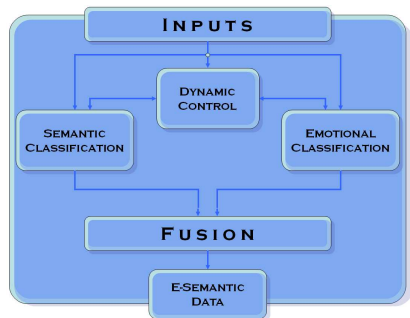 INPUTS
DYNAMIC
CONTROL
SEMANTIC
CLASSIFICATION
EMOTIONAL
CLASSIFICATION
FUSION
E-SEMANTIC
DATA